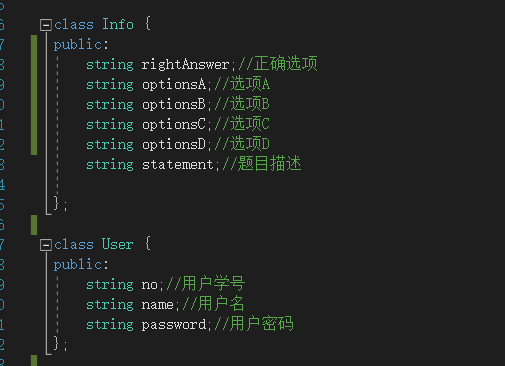 class Info {
public:
string rightAnswer;//正确选项
string optionsA;//选项A
string optionsB;//选项B
string optionsC;//选项C
string optionsD;//选项D
string statement;//题目描述
};
class User {
public:
string no;//用户学号
string name;//用户名
string password;//用户密码
};